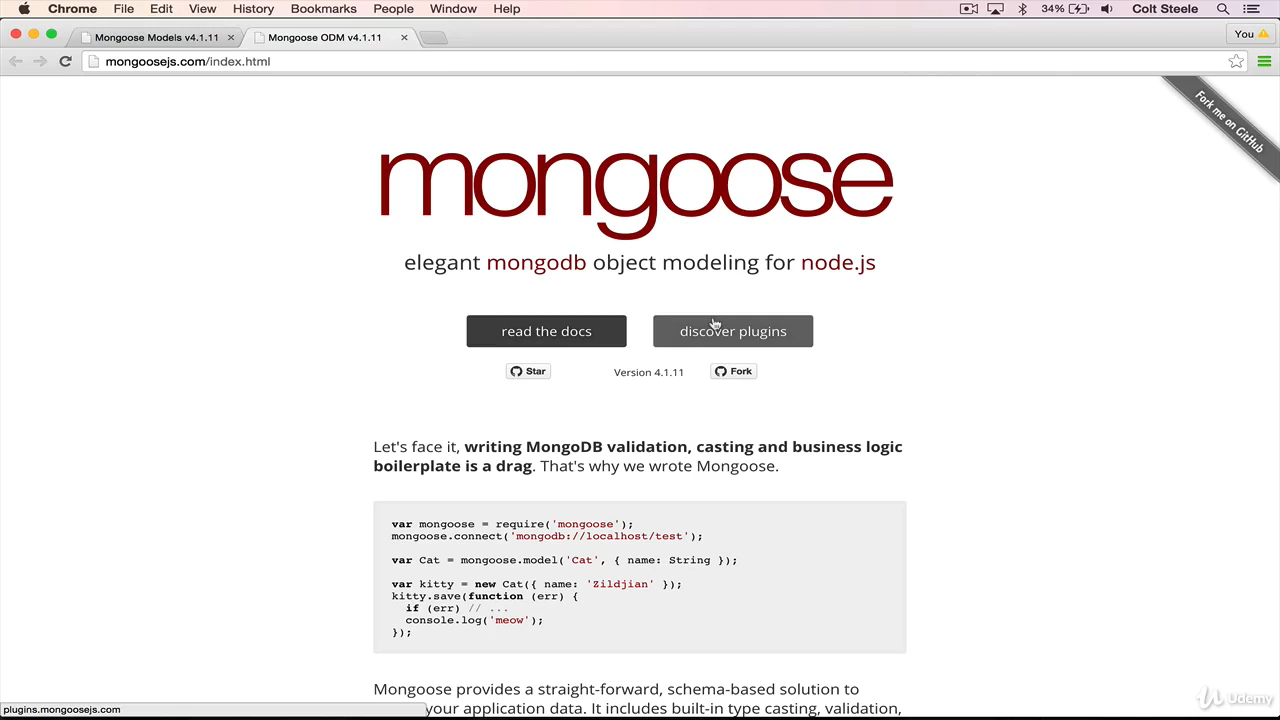 Chrome File Edit View History Bookmarks People Window Help 34% Colt Steele
Mongoose Models v4.1.11 Mongoose ODM v4.1.11 You
mongoosejs.com/index.html
Fork me on GitHub
mongoose
elegant mongodb object modeling for node.js
read the docs discover plugins
Star Version 4.1.11 Fork
Let's face it, writing MongoDB validation, casting and business logic
boilerplate is a drag. That's why we wrote Mongoose.
var mongoose = require('mongoose');
mongoose.connect('mongodb://localhost/test');
var Cat = mongoose.model('Cat', { name: String });
var kitty = new Cat({ name: 'Zildjian' });
kitty.save(function (err) {
  if (err) // ...
  console.log('meow');
});
Mongoose provides a straight-forward, schema-based solution to
your application data. It includes built-in type casting, validation,
plugins.mongoosejs.com
Udemy